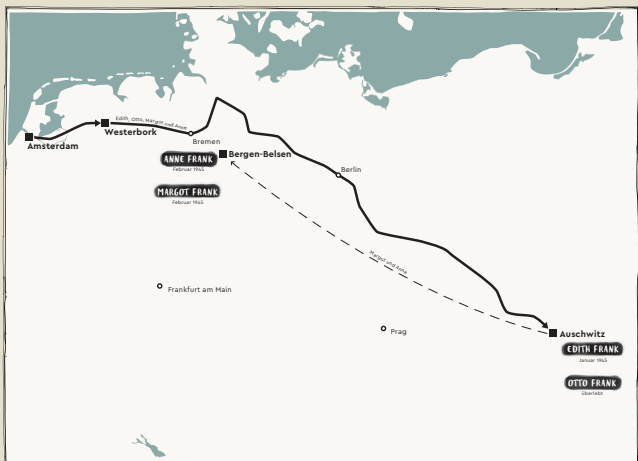 Edith, Otto, Margot und Anne
Amsterdam
Westerbork
Bremen
ANNE FRANK
Februar 1945
Bergen-Belsen
MARGOT FRANK
Februar 1945
Berlin
Margot und Anne
Frankfurt am Main
Prag
Auschwitz
EDITH FRANK
Januar 1945
OTTO FRANK
überlebt